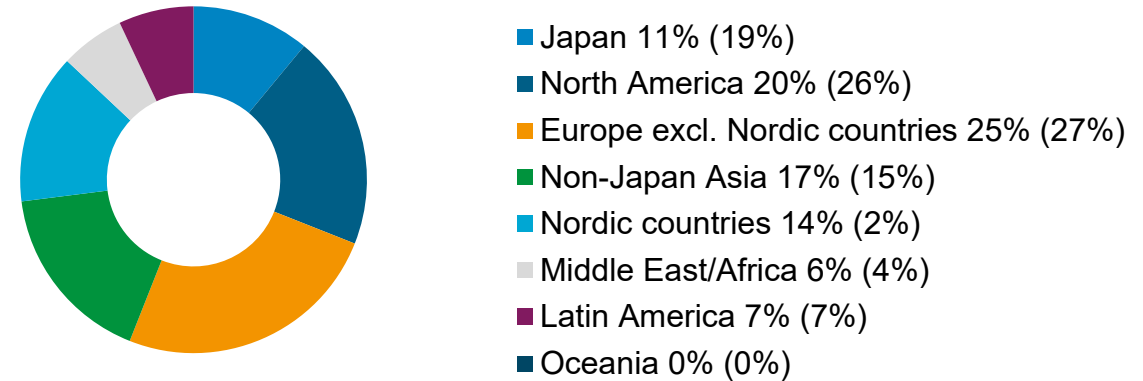 Japan 11% (19%)
North America 20% (26%)
Europe excl. Nordic countries 25% (27%)
Non-Japan Asia 17% (15%)
Nordic countries 14% (2%)
Middle East/Africa 6% (4%)
Latin America 7% (7%)
Oceania 0% (0%)